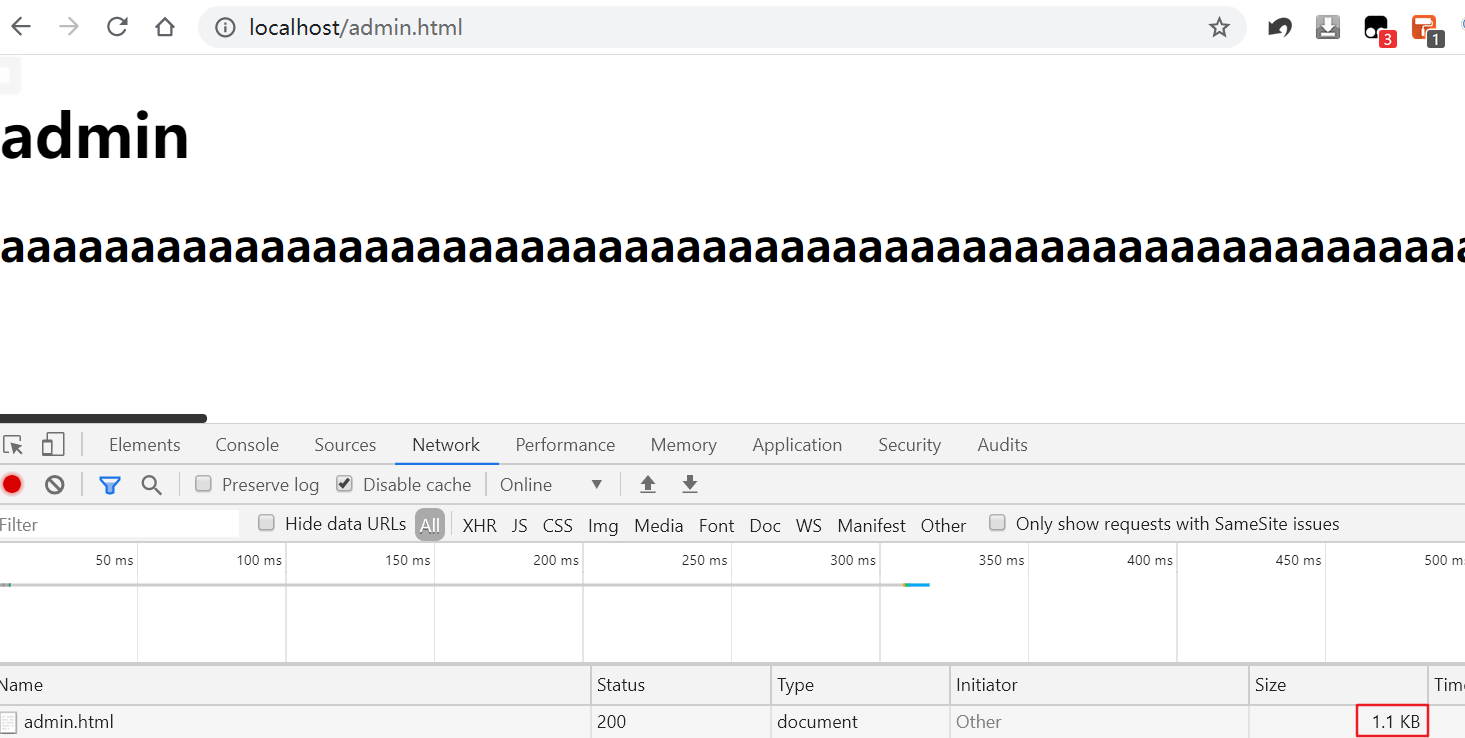 localhost/admin.html
3
1
admin
aaaaaaaaaaaaaaaaaaaaaaaaaaaaaaaaaaaaaaaaaaaaaaaaaaaaaaaa
Elements Console Sources Network Performance Memory Application Security Audits
Preserve log Disable cache Online
Filter Hide data URLs All XHR JS CSS Img Media Font Doc WS Manifest Other Only show requests with SameSite issues
50 ms 100 ms 150 ms 200 ms 250 ms 300 ms 350 ms 400 ms 450 ms 500 m
Name Status Type Initiator Size Tim
admin.html 200 document Other 1.1 KB